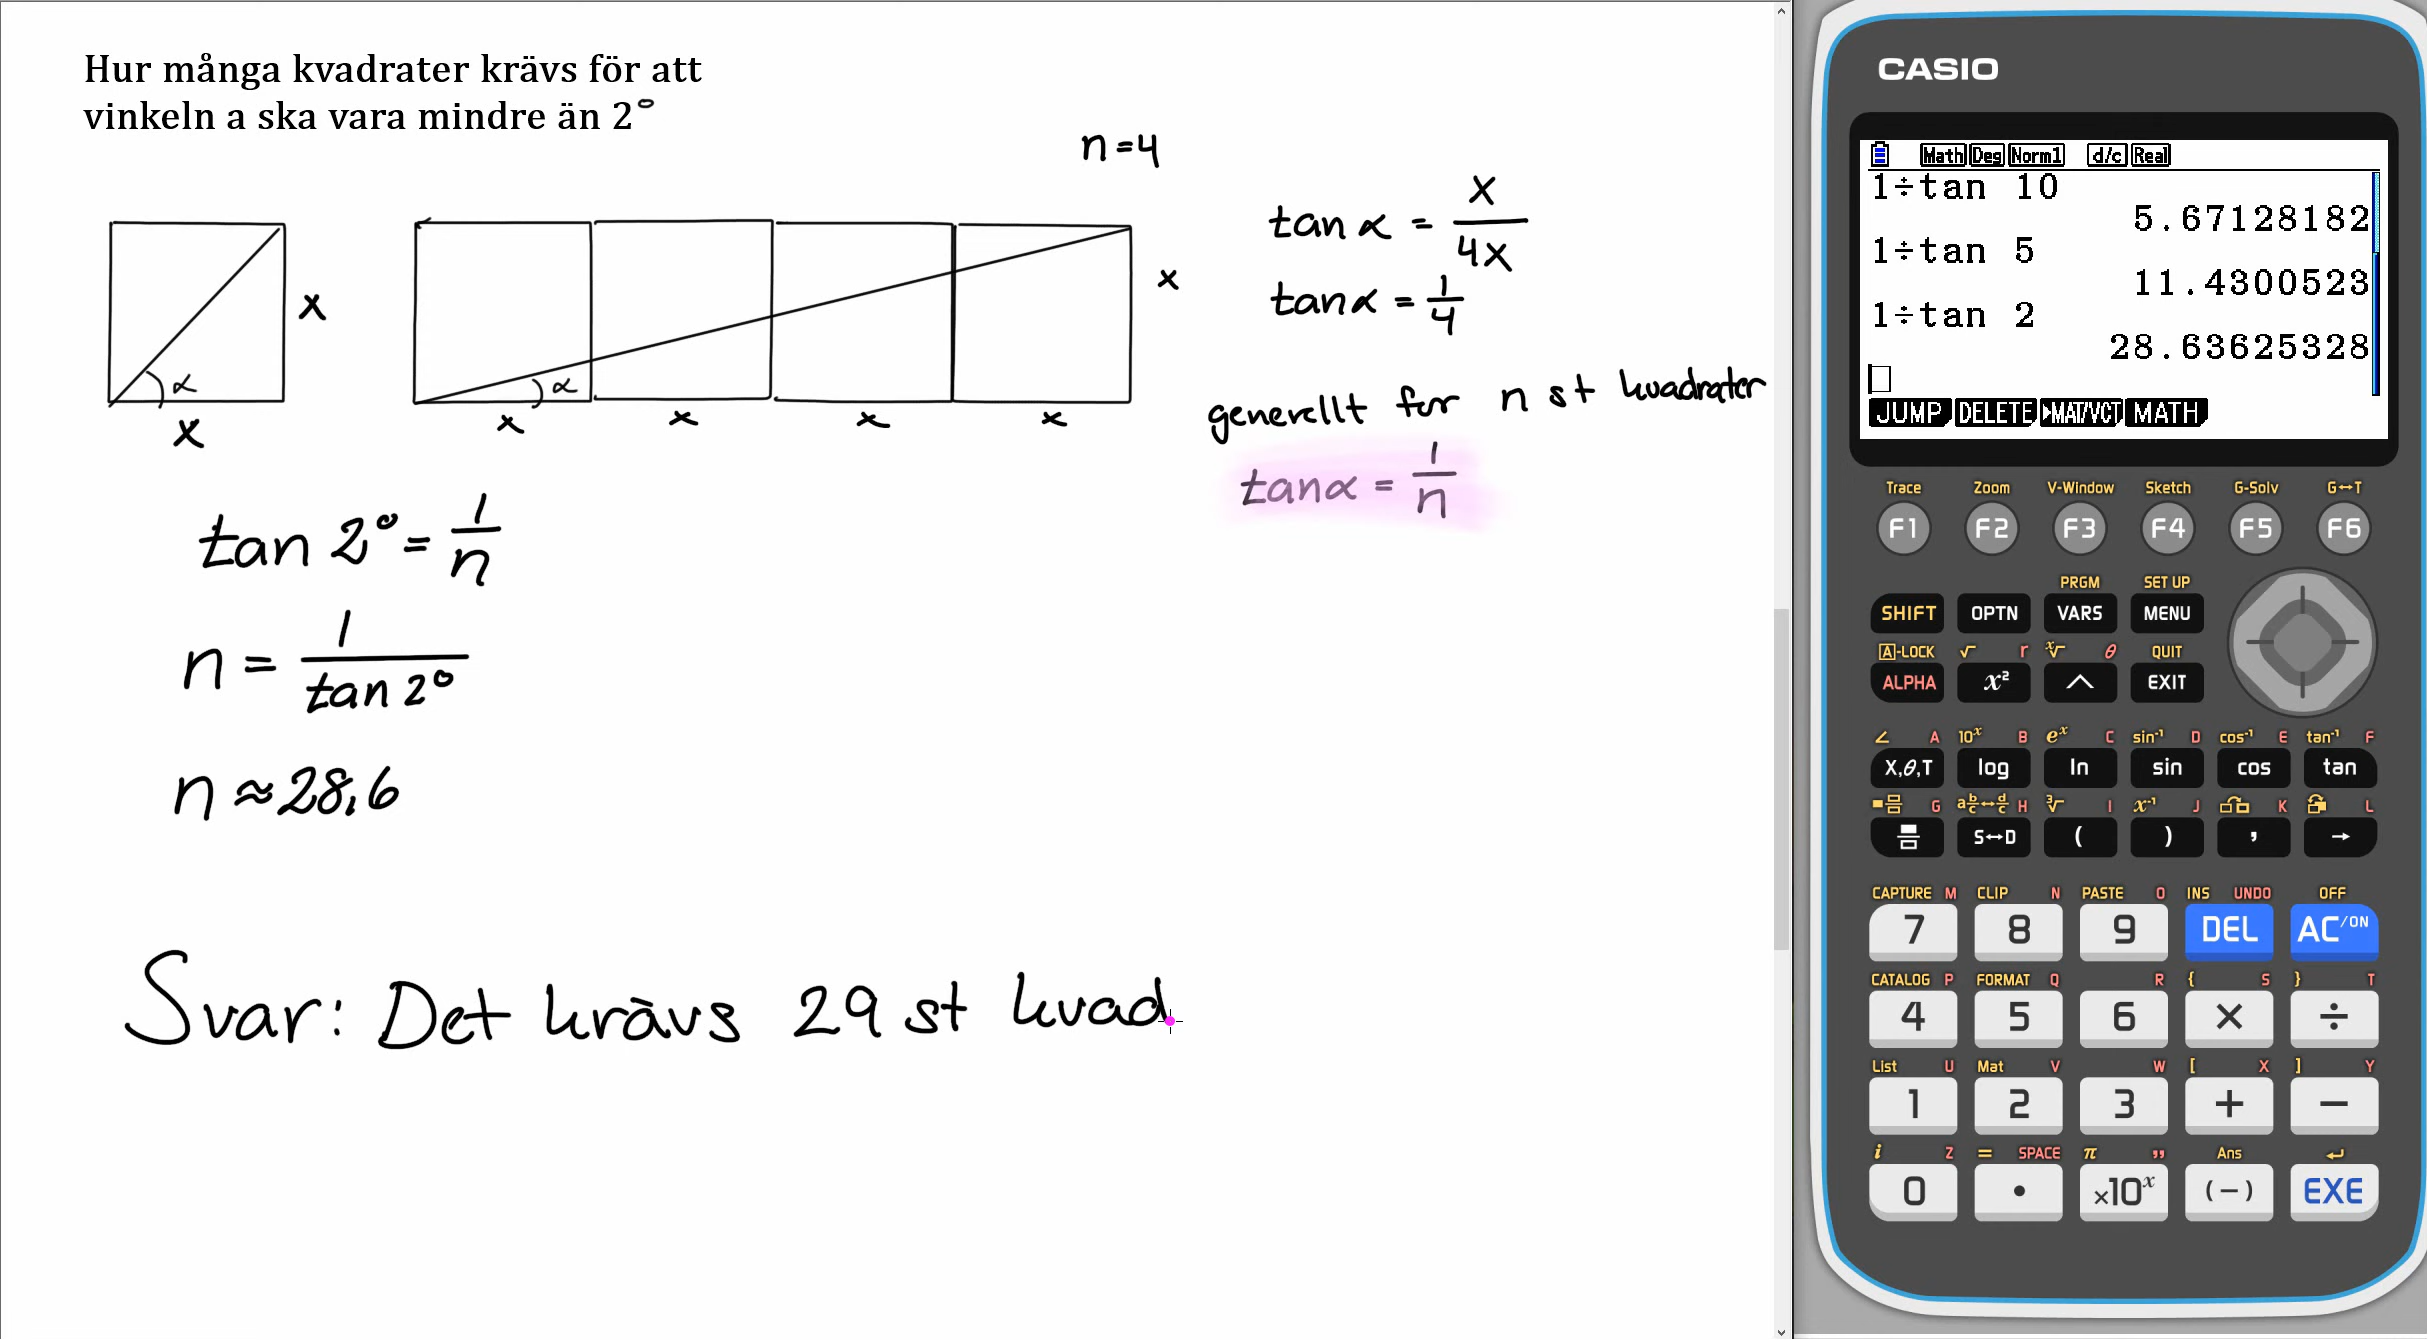 Hur många kvadrater krävs för att
vinkeln a ska vara mindre än 2°
n=4
x
α
x
α
x
x
x
x
x
tan α = x/4x
tan α = 1/4
generellt för n st kvadrater
tan α = 1/n
tan 2° = 1/n
n = 1/tan 2°
n ≈ 28,6
Svar: Det krävs 29 st kvad
CASIO
Math Deg Norm1 d/c Real
1÷tan 10
5.67128182
1÷tan 5
11.4300523
1÷tan 2
28.63625328
JUMP DELETE ▶MAT/VCT MATH
Trace Zoom V-Window Sketch G-Solv G↔T
F1 F2 F3 F4 F5 F6
PRGM SET UP
SHIFT OPTN VARS MENU
A-LOCK √ r ˣ√ θ QUIT
ALPHA x² ^ EXIT
∠ A 10ˣ B eˣ C sin⁻¹ D cos⁻¹ E tan⁻¹ F
X,θ,T log ln sin cos tan
G a b/c↔d/c H ³√ I x⁻¹ J K L
S↔D ( ) , →
CAPTURE M CLIP N PASTE O INS UNDO OFF
7 8 9 DEL AC/ON
CATALOG P FORMAT Q R { S } T
4 5 6 × ÷
List U Mat V W [ X ] Y
1 2 3 + −
i Z = SPACE π " Ans ↵
0 • ×10ˣ (−) EXE